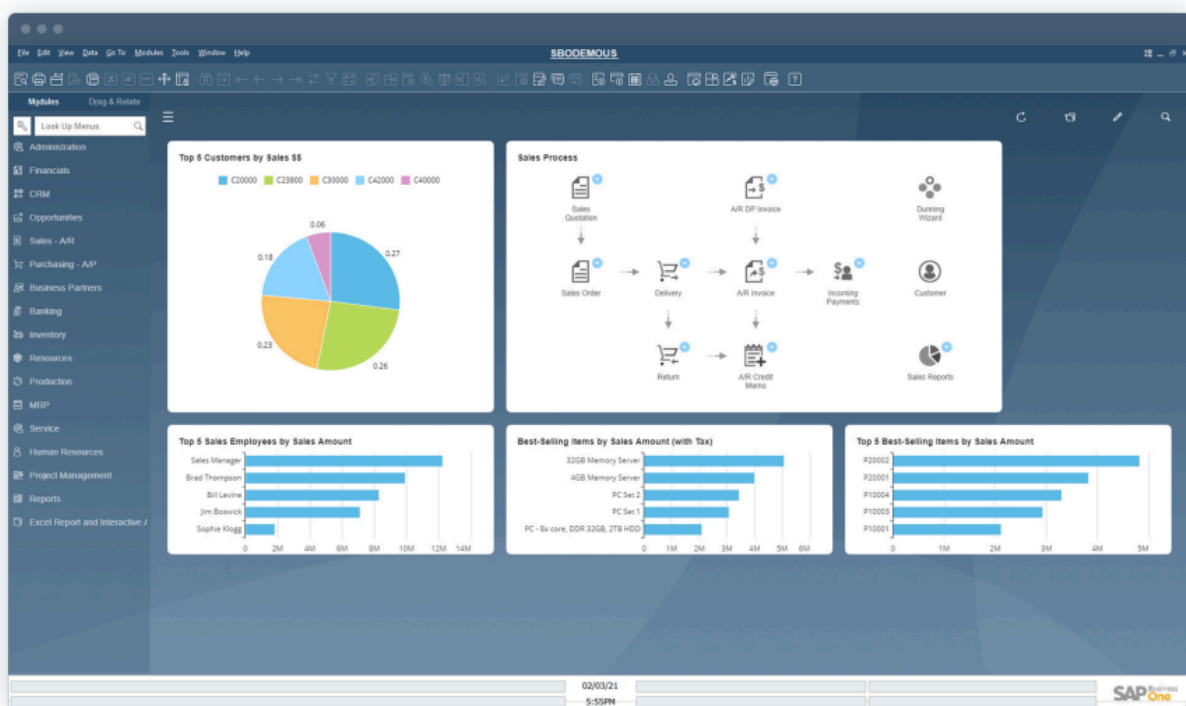 File Edit View Data Go To Modules Tools Window Help
SBODEMOUS
Modules Drag & Relate
Look Up Menus
Administration
Financials
CRM
Opportunities
Sales - A/R
Purchasing - A/P
Business Partners
Banking
Inventory
Resources
Production
MRP
Service
Human Resources
Project Management
Reports
Excel Report and Interactive A
Top 5 Customers by Sales $$
C20000 C23900 C30000 C42000 C40000
0.06
0.18
0.27
0.23
0.26
Sales Process
Sales
Quotation
A/R DP Invoice
Dunning
Wizard
Sales Order
Delivery
A/R Invoice
Incoming
Payments
Customer
Return
A/R Credit
Memo
Sales Reports
Top 5 Sales Employees by Sales Amount
Sales Manager
Brad Thompson
Bill Levine
Jim Boswick
Sophie Klogg
0 2M 4M 6M 8M 10M 12M 14M
Best-Selling Items by Sales Amount (with Tax)
32GB Memory Server
4GB Memory Server
PC Set 2
PC Set 1
PC - 8x core, DDR 32GB, 2TB HDD
0 1M 2M 3M 4M 5M 6M
Top 5 Best-Selling Items by Sales Amount
P20002
P20001
P10004
P10003
P10001
0 1M 2M 3M 4M 5M
02/03/21
5:55PM
SAP Business One